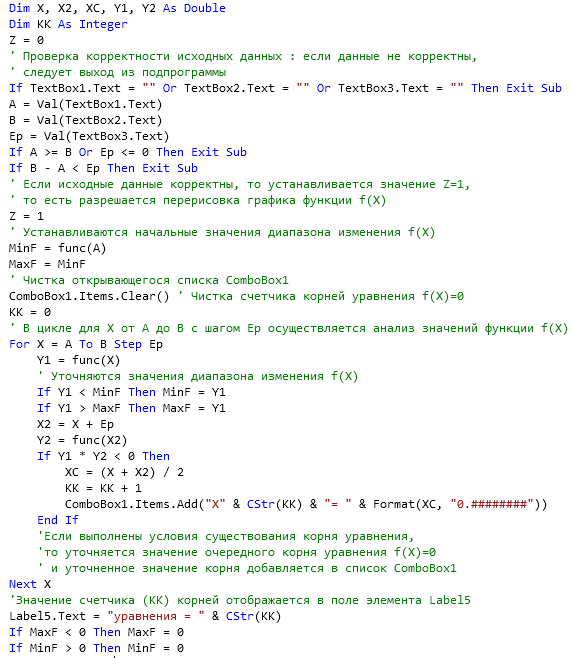 Dim X, X2, XC, Y1, Y2 As Double
Dim KK As Integer
Z = 0
' Проверка корректности исходных данных : если данные не корректны,
' следует выход из подпрограммы
If TextBox1.Text = "" Or TextBox2.Text = "" Or TextBox3.Text = "" Then Exit Sub
A = Val(TextBox1.Text)
B = Val(TextBox2.Text)
Ep = Val(TextBox3.Text)
If A >= B Or Ep <= 0 Then Exit Sub
If B - A < Ep Then Exit Sub
' Если исходные данные корректны, то устанавливается значение Z=1,
' то есть разрешается перерисовка графика функции f(X)
Z = 1
' Устанавливаются начальные значения диапазона изменения f(X)
MinF = func(A)
MaxF = MinF
' Чистка открывающегося списка ComboBox1
ComboBox1.Items.Clear() ' Чистка счетчика корней уравнения f(X)=0
KK = 0
' В цикле для X от A до B с шагом Ep осуществляется анализ значений функции f(X)
For X = A To B Step Ep
    Y1 = func(X)
    ' Уточняются значения диапазона изменения f(X)
    If Y1 < MinF Then MinF = Y1
    If Y1 > MaxF Then MaxF = Y1
    X2 = X + Ep
    Y2 = func(X2)
    If Y1 * Y2 < 0 Then
        XC = (X + X2) / 2
        KK = KK + 1
        ComboBox1.Items.Add("X" & CStr(KK) & "= " & Format(XC, "0.########"))
    End If
    'Если выполнены условия существования корня уравнения,
    'то уточняется значение очередного корня уравнения f(X)=0
    ' и уточненное значение корня добавляется в список ComboBox1
Next X
'Значение счетчика (KK) корней отображается в поле элемента Label5
Label5.Text = "уравнения = " & CStr(KK)
If MaxF < 0 Then MaxF = 0
If MinF > 0 Then MinF = 0